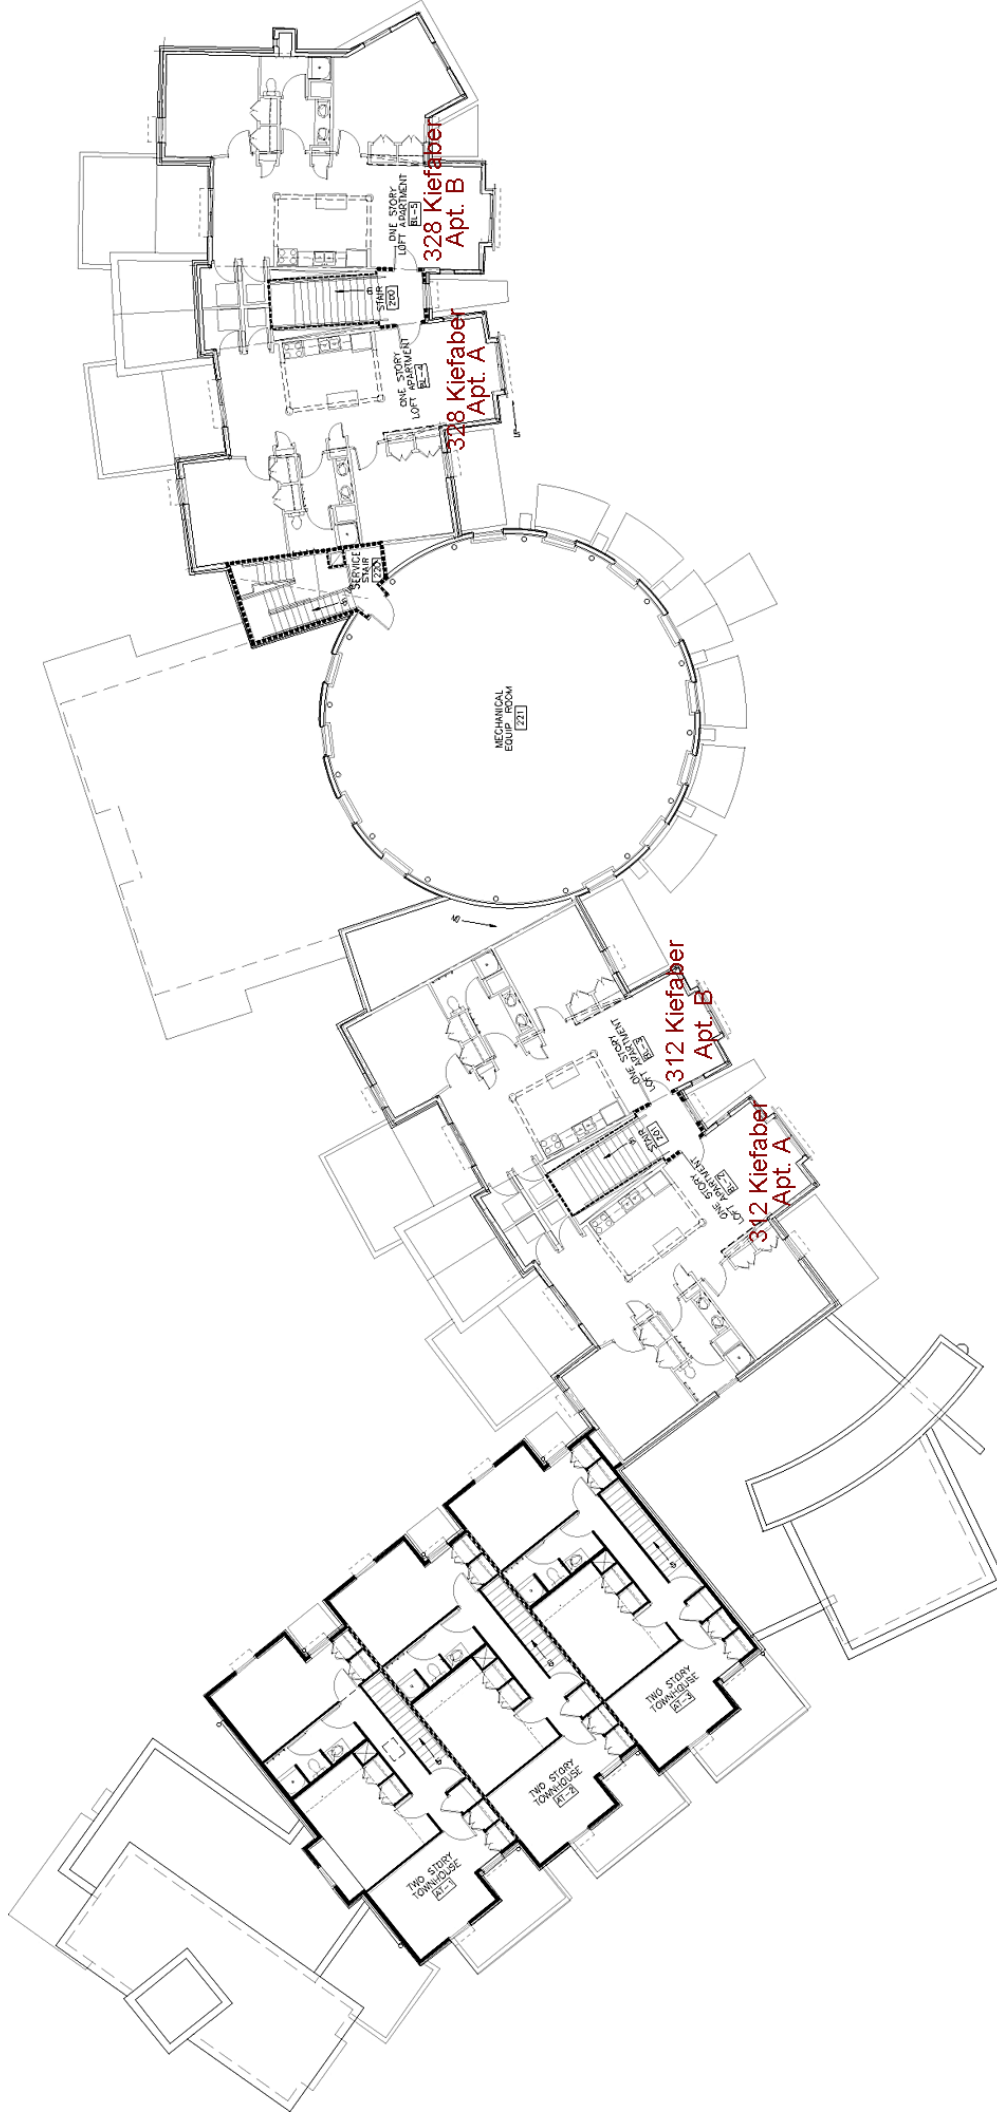 328 Kiefaber
Apt. B
ONE STORY
LOFT APARTMENT
BL-5
STAIR
200
328 Kiefaber
Apt. A
ONE STORY
LOFT APARTMENT
BL-4
SERVICE
STAIR
220
MECHANICAL
EQUIP ROOM
221
312 Kiefaber
Apt. B
ONE STORY
LOFT APARTMENT
BL-3
STAIR
201
312 Kiefaber
Apt. A
ONE STORY
LOFT APARTMENT
BL-2
TWO STORY
TOWNHOUSE
AT-3
TWO STORY
TOWNHOUSE
AT-2
TWO STORY
TOWNHOUSE
AT-1